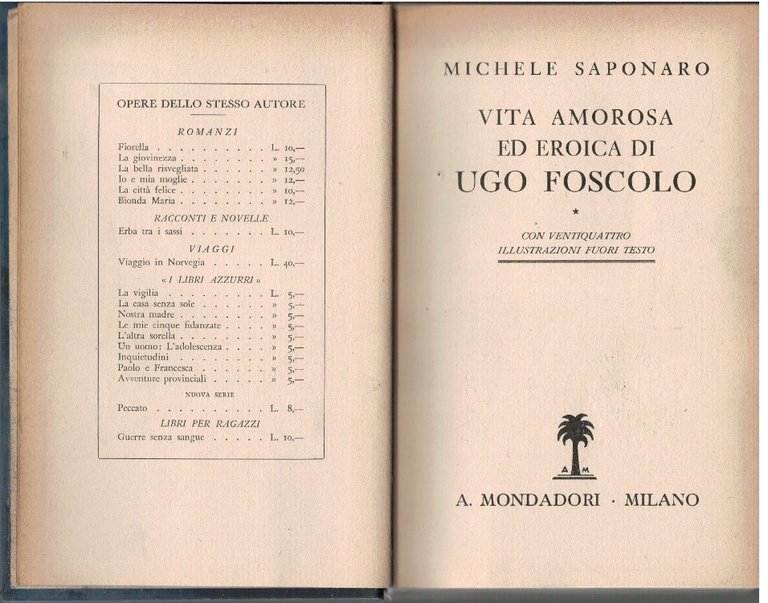 OPERE DELLO STESSO AUTORE
ROMANZI
Fiorella . . . . . . . . . . L. 10,—
La giovinezza . . . . . . . . » 15,—
La bella risvegliata . . . . . . » 12,50
Io e mia moglie . . . . . . . » 12,—
La città felice . . . . . . . . » 10,—
Bionda Maria . . . . . . . . » 12,—
RACCONTI E NOVELLE
Erba tra i sassi . . . . . . . L. 10,—
VIAGGI
Viaggio in Norvegia . . . . . L. 40,—
« I LIBRI AZZURRI »
La vigilia . . . . . . . . . L. 5,—
La casa senza sole . . . . . . » 5,—
Nostra madre . . . . . . . . » 5,—
Le mie cinque fidanzate . . . . » 5,—
L'altra sorella . . . . . . . . » 5,—
Un uomo: L'adolescenza . . . . » 5,—
Inquietudini . . . . . . . . » 5,—
Paolo e Francesca . . . . . . » 5,—
Avventure provinciali . . . . . » 5,—
NUOVA SERIE
Peccato . . . . . . . . . . L. 8,—
LIBRI PER RAGAZZI
Guerre senza sangue . . . . . L. 10,—
MICHELE SAPONARO
VITA AMOROSA
ED EROICA DI
UGO FOSCOLO
*
CON VENTIQUATTRO
ILLUSTRAZIONI FUORI TESTO
A M
A. MONDADORI · MILANO